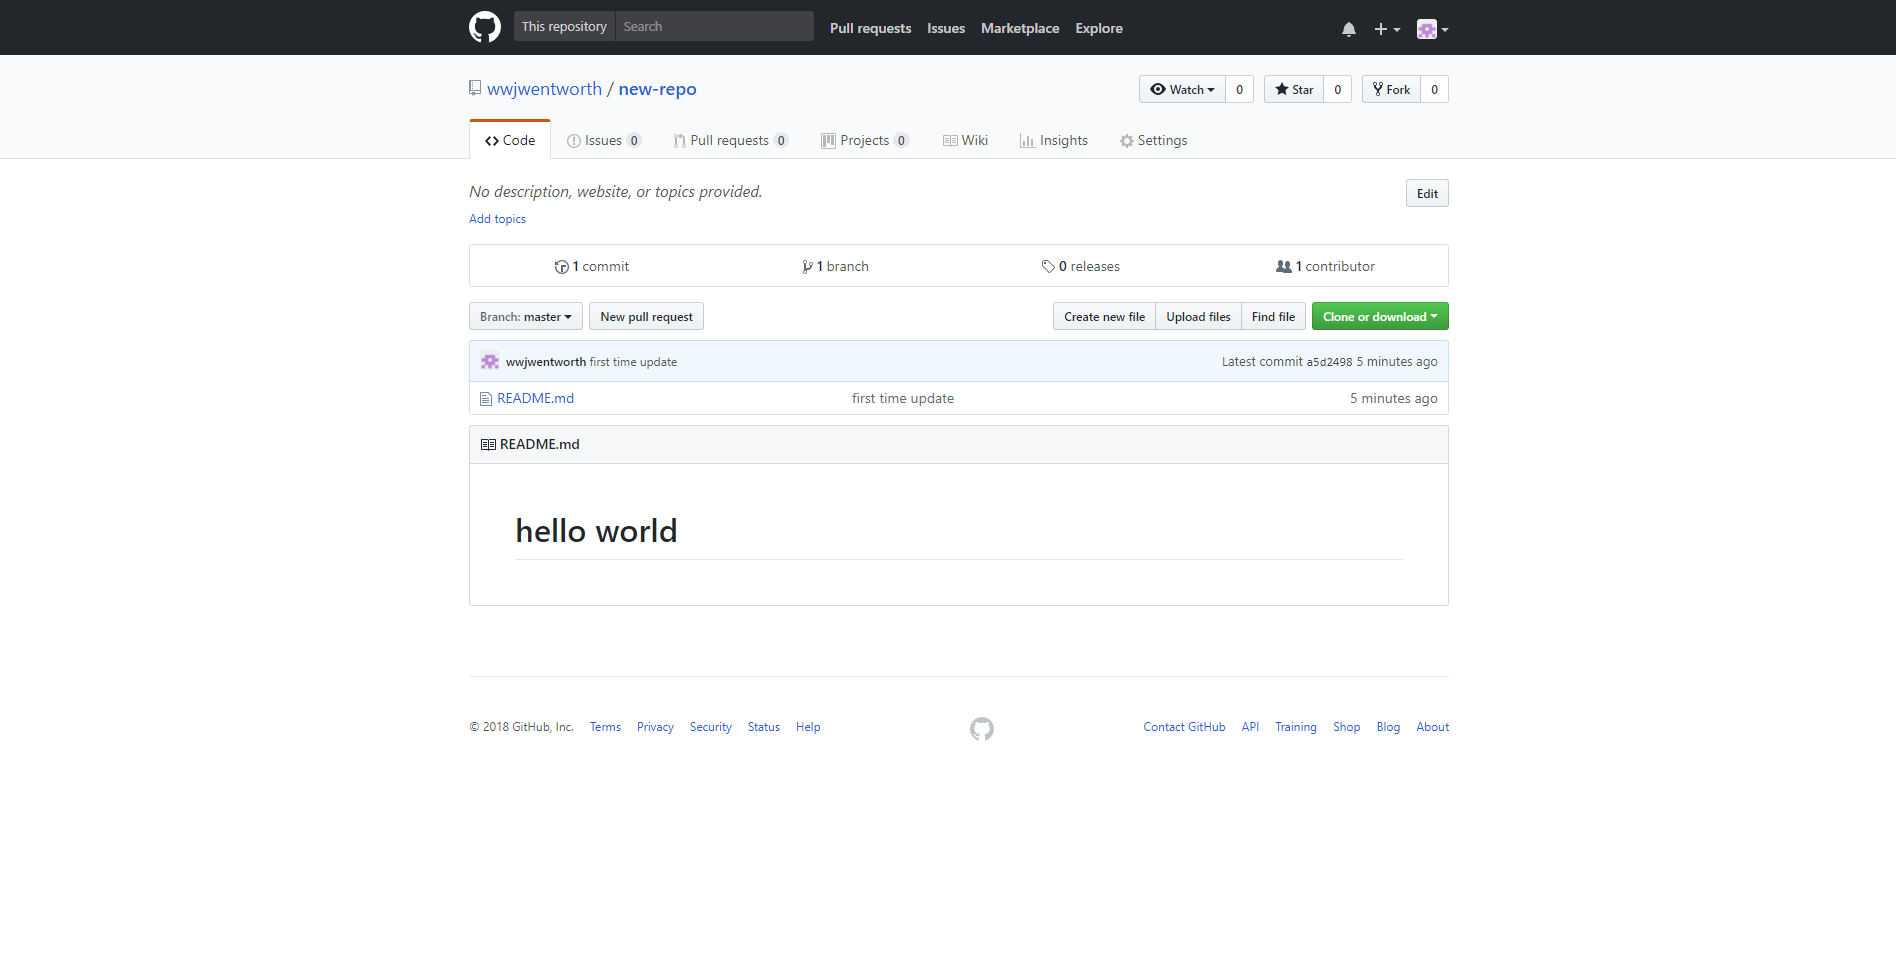 This repository Search Pull requests Issues Marketplace Explore
wwjwentworth / new-repo Watch 0 Star 0 Fork 0
Code Issues 0 Pull requests 0 Projects 0 Wiki Insights Settings
No description, website, or topics provided. Edit
Add topics
1 commit 1 branch 0 releases 1 contributor
Branch: master New pull request Create new file Upload files Find file Clone or download
wwjwentworth first time update Latest commit a5d2498 5 minutes ago
README.md first time update 5 minutes ago
README.md
hello world
© 2018 GitHub, Inc. Terms Privacy Security Status Help Contact GitHub API Training Shop Blog About